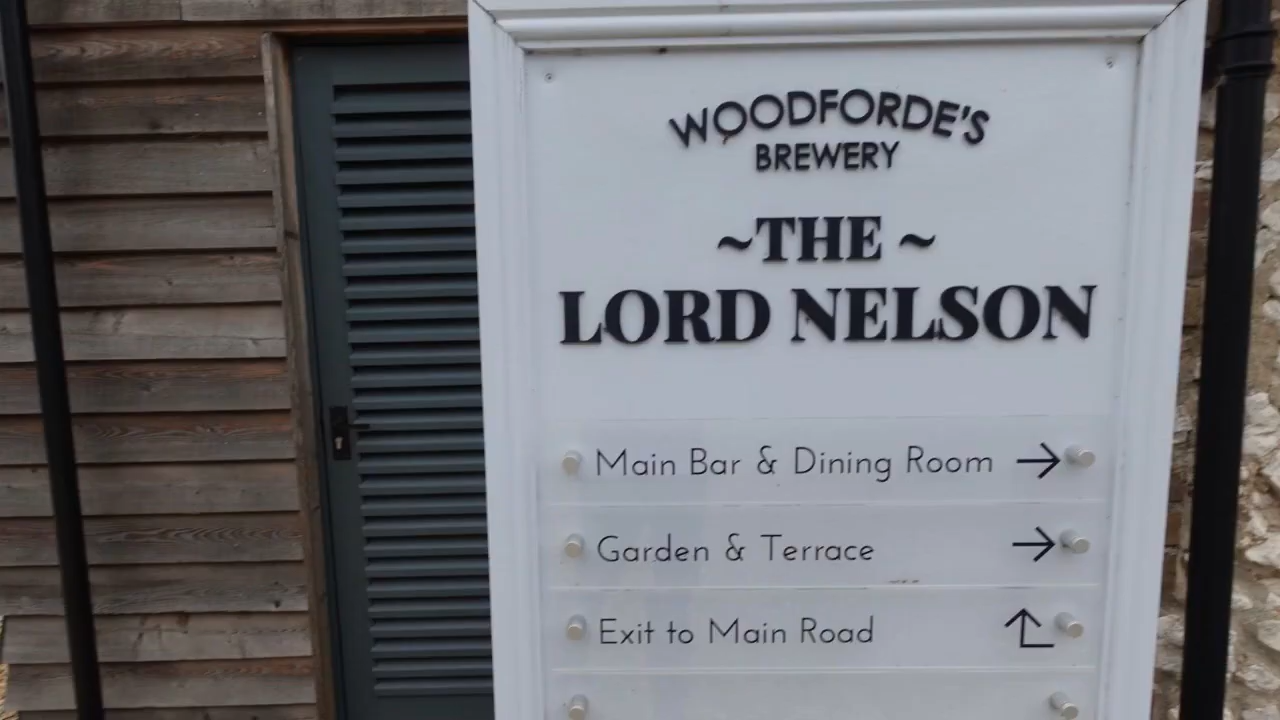 WOODFORDE'S
BREWERY
~THE ~
LORD NELSON
Main Bar & Dining Room →
Garden & Terrace →
Exit to Main Road ↰